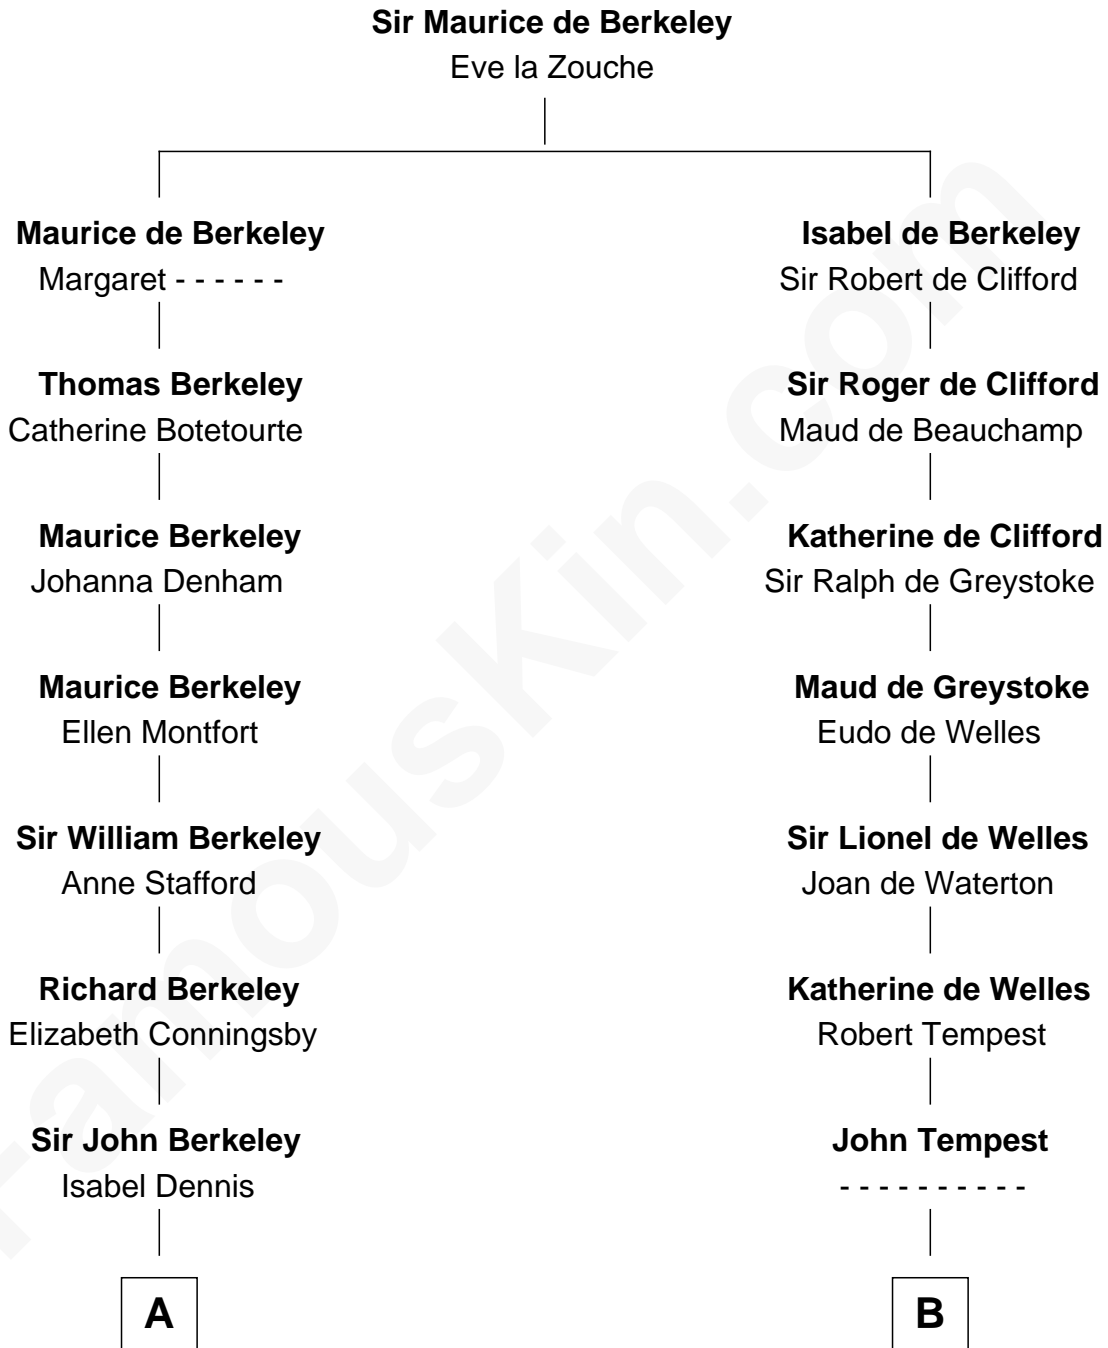 Sir Maurice de Berkeley
Eve la Zouche
Maurice de Berkeley
Margaret - - - - - -
Thomas Berkeley
Catherine Botetourte
Maurice Berkeley
Johanna Denham
Maurice Berkeley
Ellen Montfort
Sir William Berkeley
Anne Stafford
Richard Berkeley
Elizabeth Conningsby
Sir John Berkeley
Isabel Dennis
A
Isabel de Berkeley
Sir Robert de Clifford
Sir Roger de Clifford
Maud de Beauchamp
Katherine de Clifford
Sir Ralph de Greystoke
Maud de Greystoke
Eudo de Welles
Sir Lionel de Welles
Joan de Waterton
Katherine de Welles
Robert Tempest
John Tempest
- - - - - - - - - -
B
FamousKin.com